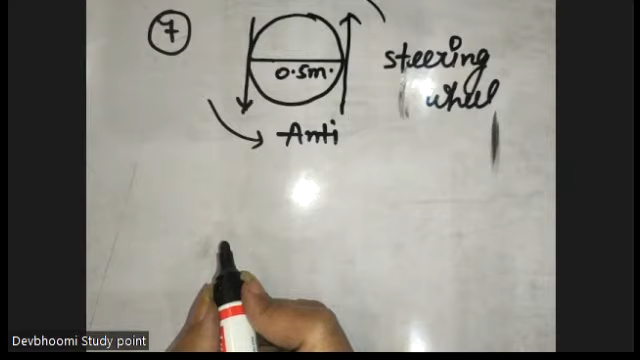 7
0.5m.
steering
wheel
Anti
Devbhoomi Study point